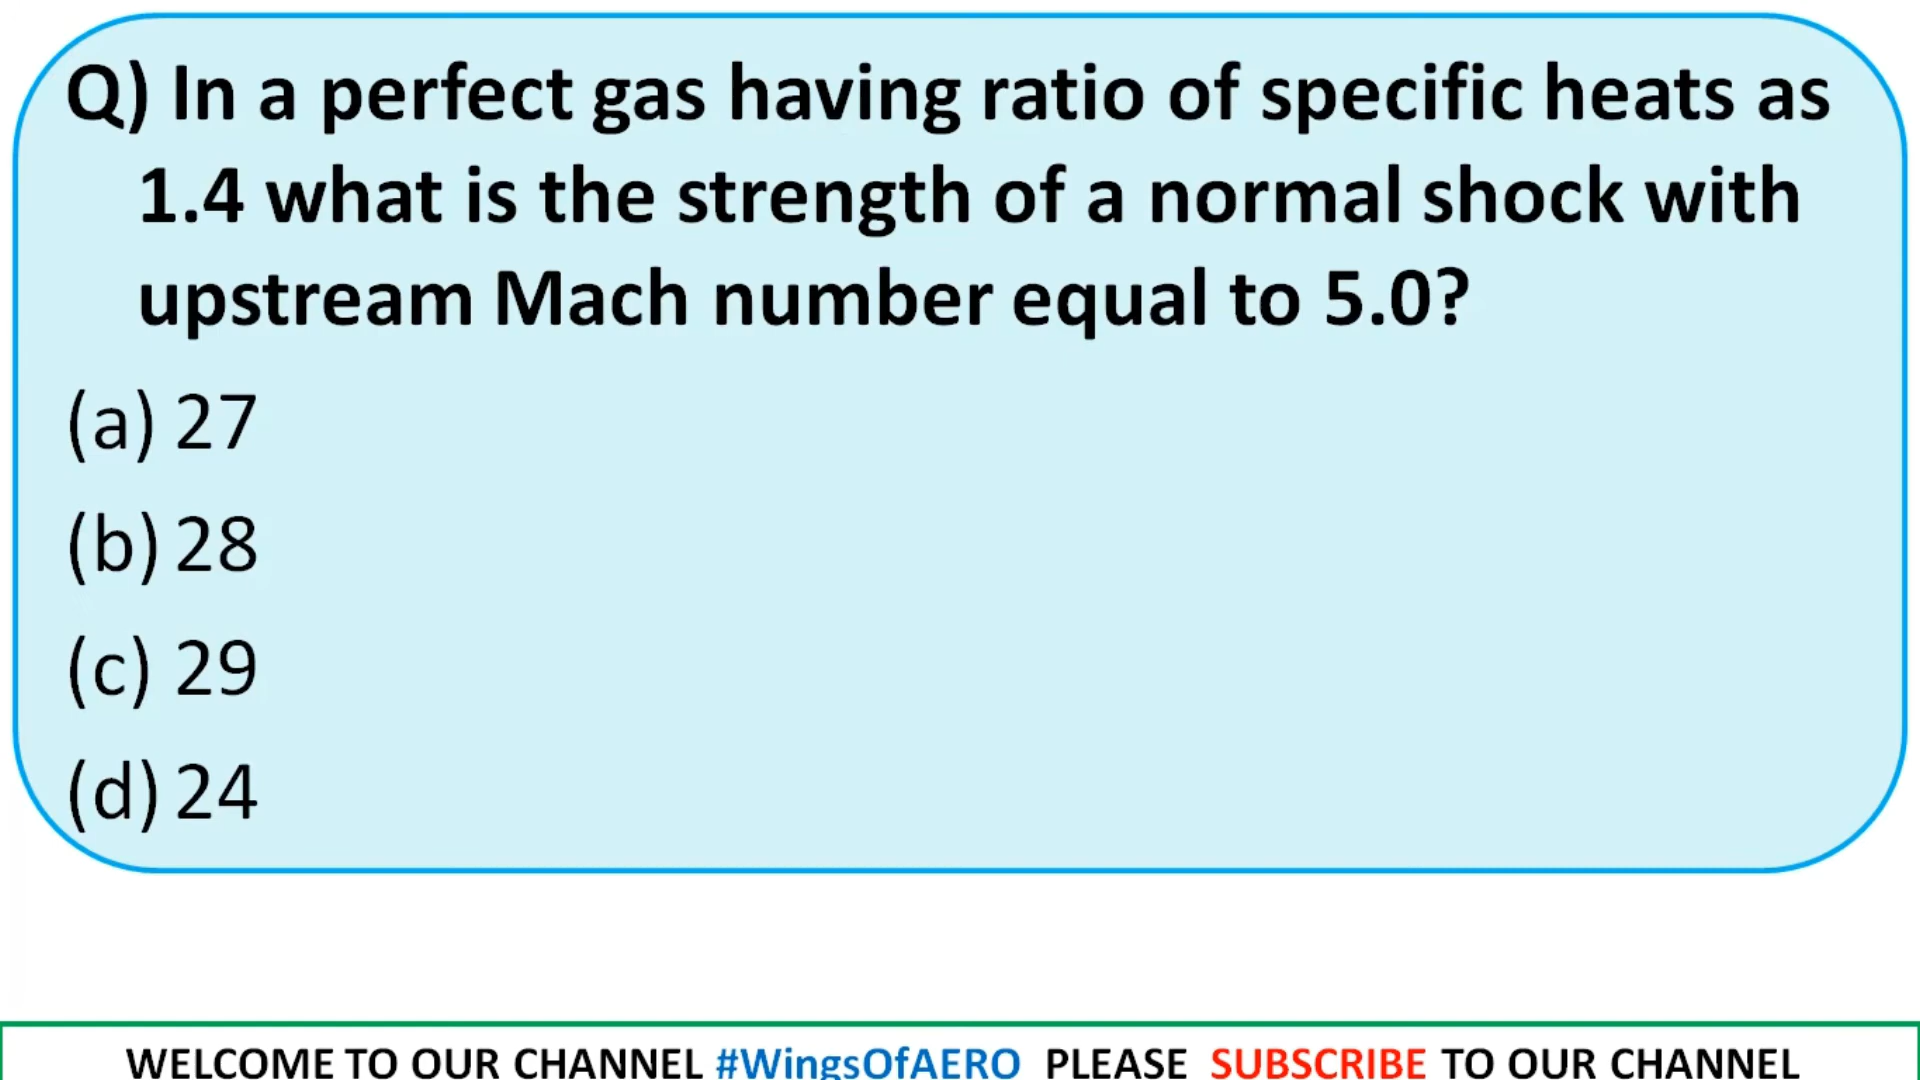 Q) In a perfect gas having ratio of specific heats as
1.4 what is the strength of a normal shock with
upstream Mach number equal to 5.0?
(a) 27
(b) 28
(c) 29
(d) 24
WELCOME TO OUR CHANNEL #WingsOfAERO PLEASE SUBSCRIBE TO OUR CHANNEL